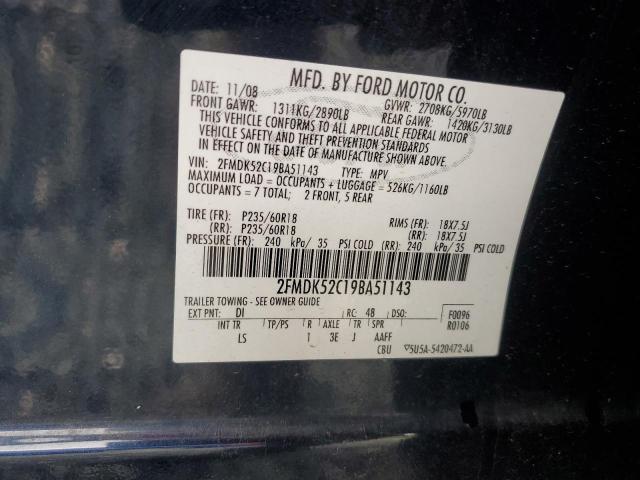 MFD. BY FORD MOTOR CO.
DATE: 11/08 GVWR: 2708KG/5970LB
FRONT GAWR: 1311KG/2890LB REAR GAWR: 1420KG/3130LB
THIS VEHICLE CONFORMS TO ALL APPLICABLE FEDERAL MOTOR
VEHICLE SAFETY AND THEFT PREVENTION STANDARDS
IN EFFECT ON THE DATE OF MANUFACTURE SHOWN ABOVE.
VIN: 2FMDK52C19BA51143 TYPE: MPV
MAXIMUM LOAD = OCCUPANTS + LUGGAGE = 526KG/1160LB
OCCUPANTS = 7 TOTAL; 2 FRONT, 5 REAR
TIRE (FR): P235/60R18 RIMS (FR): 18X7.5J
(RR): P235/60R18 (RR): 18X7.5J
PRESSURE (FR): 240 kPa/ 35 PSI COLD (RR): 240 kPa/ 35 PSI COLD
2FMDK52C19BA51143
TRAILER TOWING - SEE OWNER GUIDE
EXT PNT: DI RC: 48 DSO: F0096
R0106
INT TR TP/PS R AXLE TR SPR
LS 1 3E J AAFF
CBU 5U5A-5420472-AA